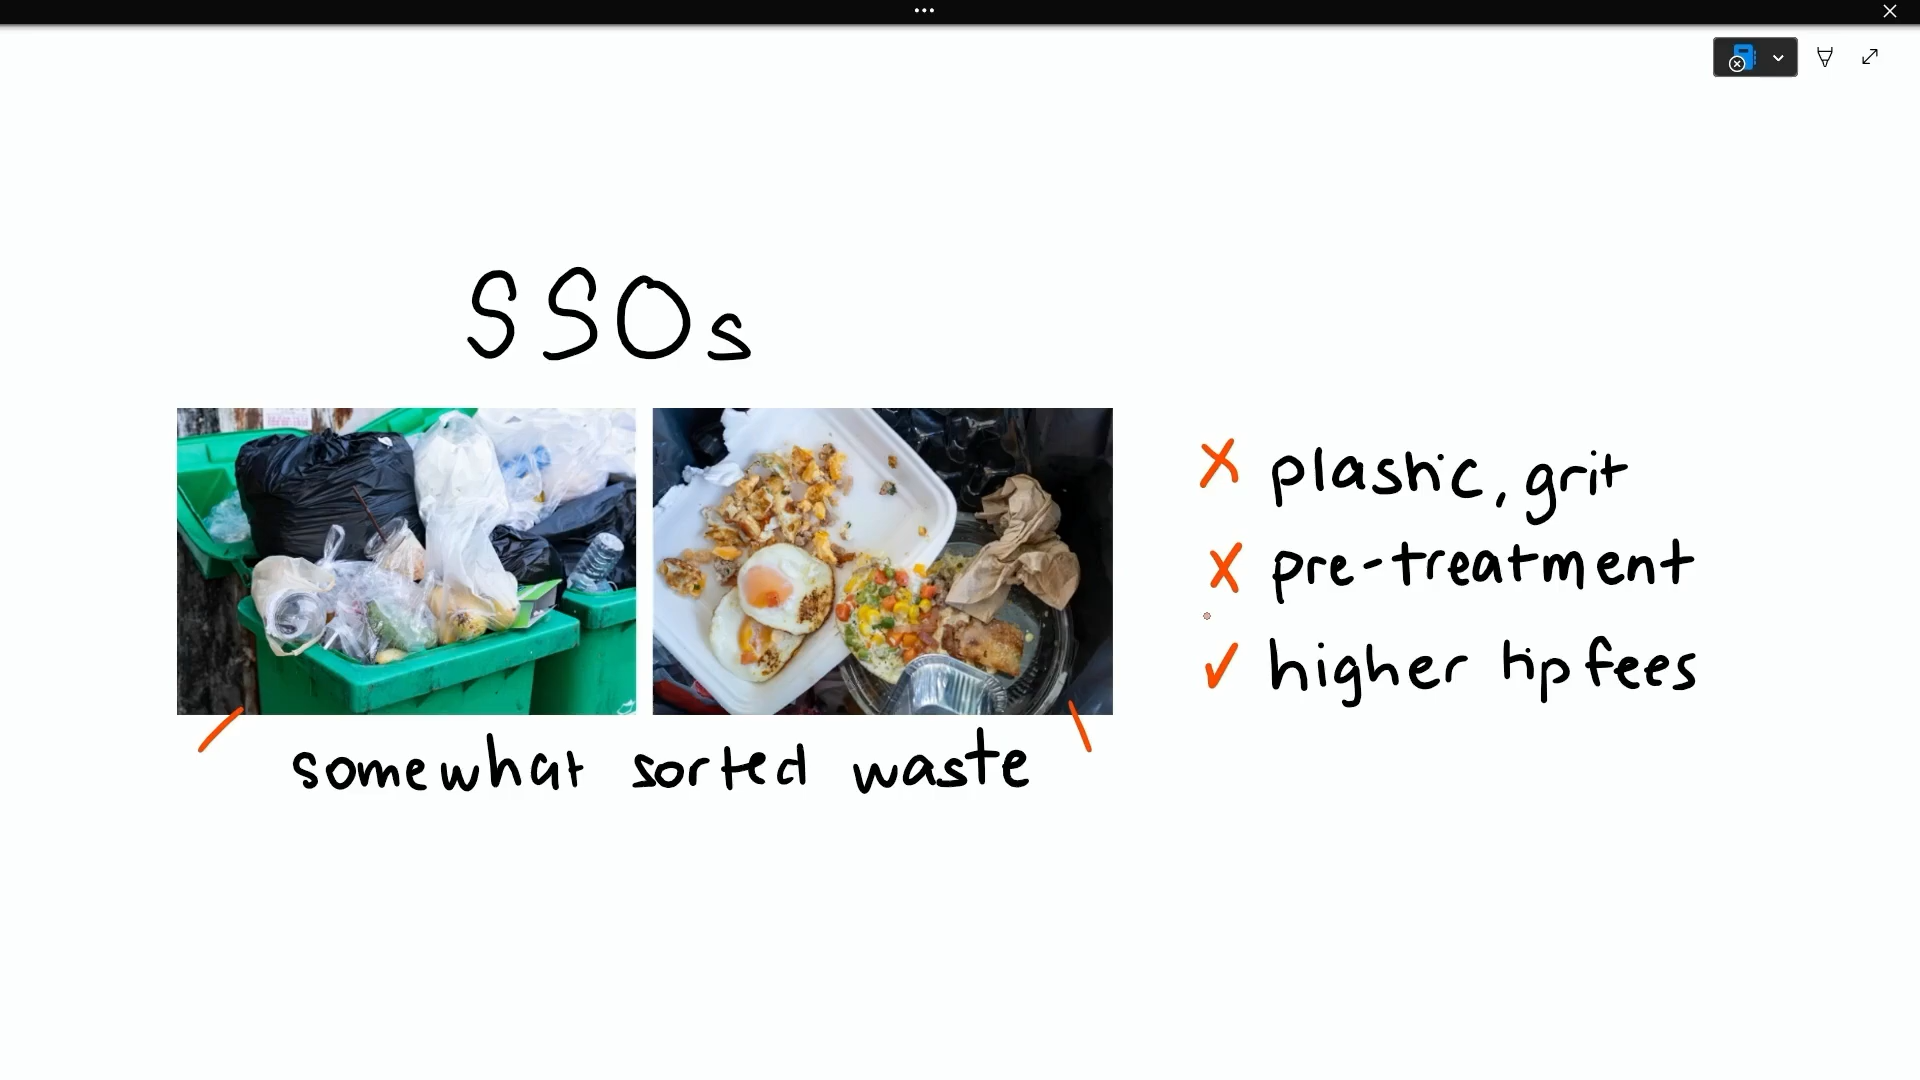 SSOs
X plastic, grit
X pre-treatment
✓ higher tip fees
somewhat sorted waste